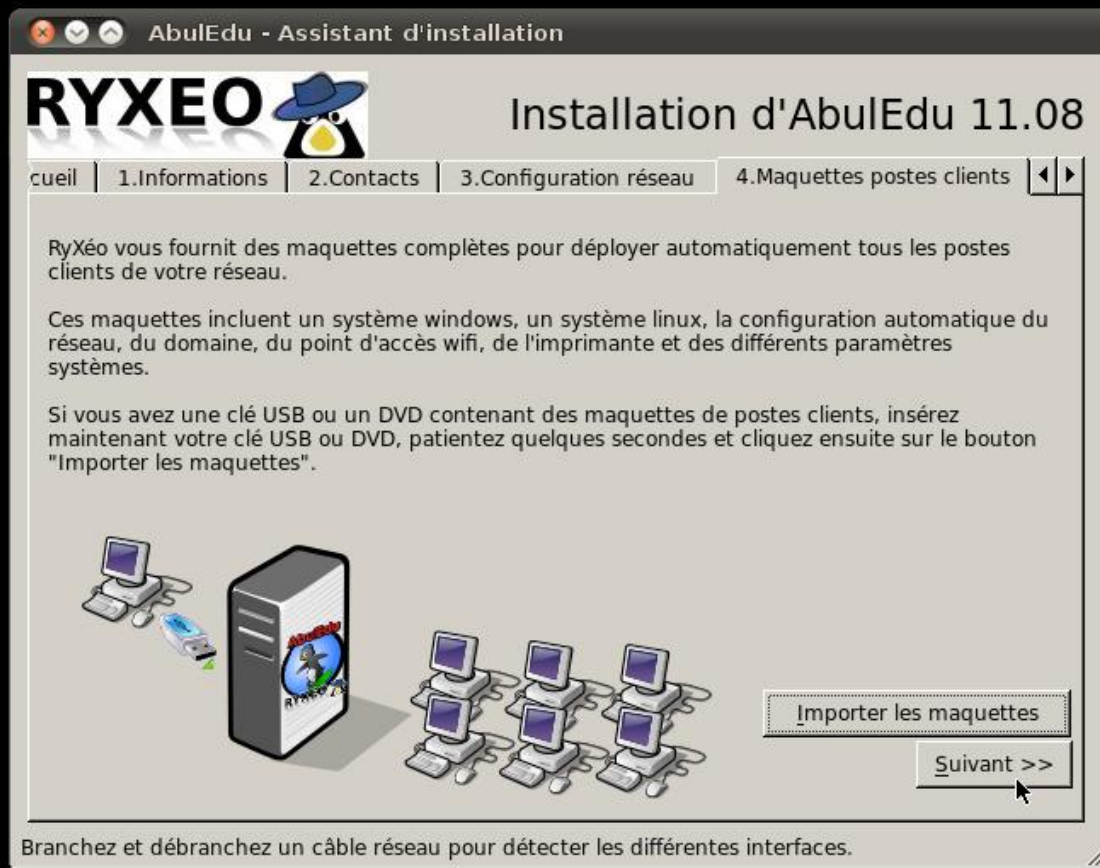 AbulEdu - Assistant d'installation
RYXEO
Installation d'AbulEdu 11.08
cueil
1.Informations
2.Contacts
3.Configuration réseau
4.Maquettes postes clients
RyXéo vous fournit des maquettes complètes pour déployer automatiquement tous les postes
clients de votre réseau.
Ces maquettes incluent un système windows, un système linux, la configuration automatique du
réseau, du domaine, du point d'accès wifi, de l'imprimante et des différents paramètres
systèmes.
Si vous avez une clé USB ou un DVD contenant des maquettes de postes clients, insérez
maintenant votre clé USB ou DVD, patientez quelques secondes et cliquez ensuite sur le bouton
"Importer les maquettes".
AbulEdu
RYXEO
Importer les maquettes
Suivant >>
Branchez et débranchez un câble réseau pour détecter les différentes interfaces.